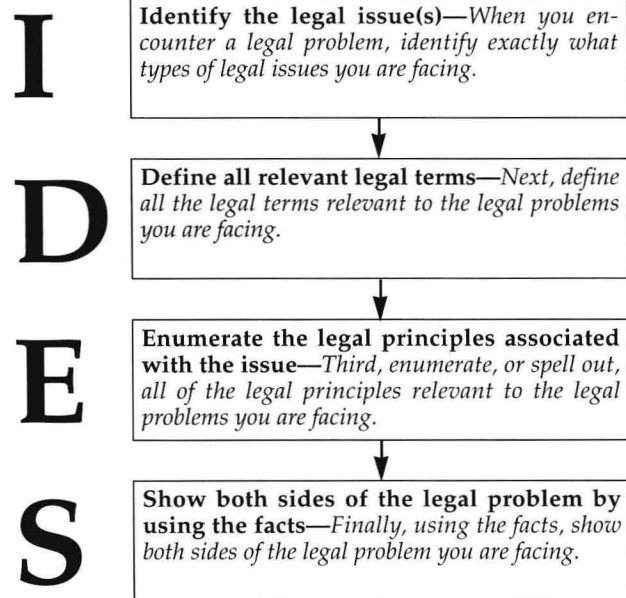 I
Identify the legal issue(s)—When you en-
counter a legal problem, identify exactly what
types of legal issues you are facing.
D
Define all relevant legal terms—Next, define
all the legal terms relevant to the legal problems
you are facing.
E
Enumerate the legal principles associated
with the issue—Third, enumerate, or spell out,
all of the legal principles relevant to the legal
problems you are facing.
S
Show both sides of the legal problem by
using the facts—Finally, using the facts, show
both sides of the legal problem you are facing.